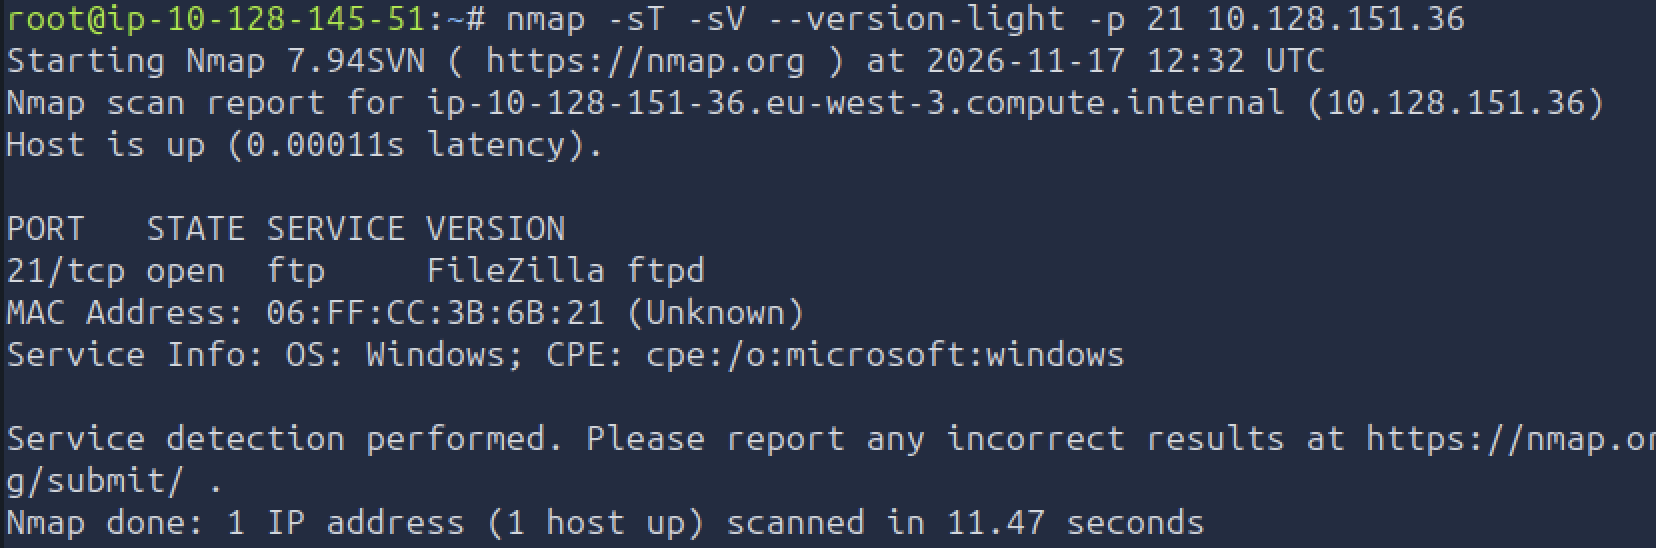 root@ip-10-128-145-51:~# nmap -sT -sV --version-light -p 21 10.128.151.36
Starting Nmap 7.94SVN ( https://nmap.org ) at 2026-11-17 12:32 UTC
Nmap scan report for ip-10-128-151-36.eu-west-3.compute.internal (10.128.151.36)
Host is up (0.00011s latency).

PORT   STATE SERVICE VERSION
21/tcp open  ftp     FileZilla ftpd
MAC Address: 06:FF:CC:3B:6B:21 (Unknown)
Service Info: OS: Windows; CPE: cpe:/o:microsoft:windows

Service detection performed. Please report any incorrect results at https://nmap.or
g/submit/ .
Nmap done: 1 IP address (1 host up) scanned in 11.47 seconds